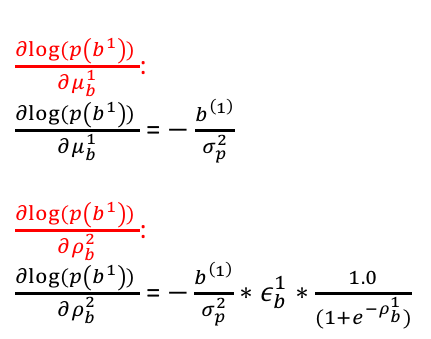 ∂log(p(b¹))/∂μ_b^1:
∂log(p(b¹))/∂μ_b^1 = − b⁽¹⁾/σ_p^2
∂log(p(b¹))/∂ρ_b^2:
∂log(p(b¹))/∂ρ_b^2 = − b⁽¹⁾/σ_p^2 * ϵ_b^1 * 1.0/(1+e^{−ρ_b^1})